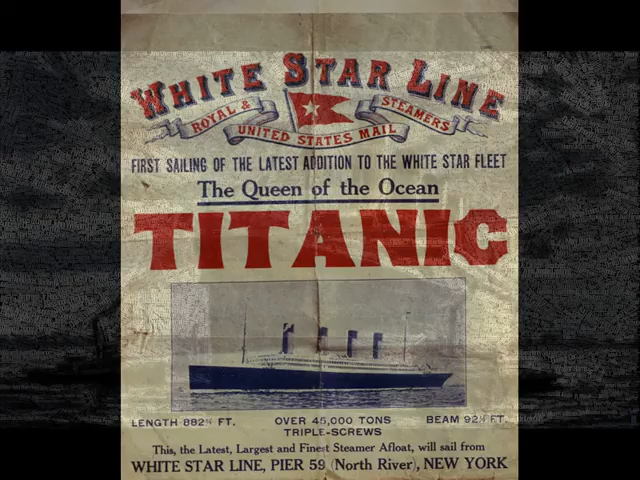 WHITE STAR LINE
ROYAL & UNITED STATES MAIL STEAMERS
FIRST SAILING OF THE LATEST ADDITION TO THE WHITE STAR FLEET
The Queen of the Ocean
TITANIC
LENGTH 882½ FT. OVER 45,000 TONS BEAM 92½ FT.
TRIPLE-SCREWS
This, the Latest, Largest and Finest Steamer Afloat, will sail from
WHITE STAR LINE, PIER 59 (North River), NEW YORK